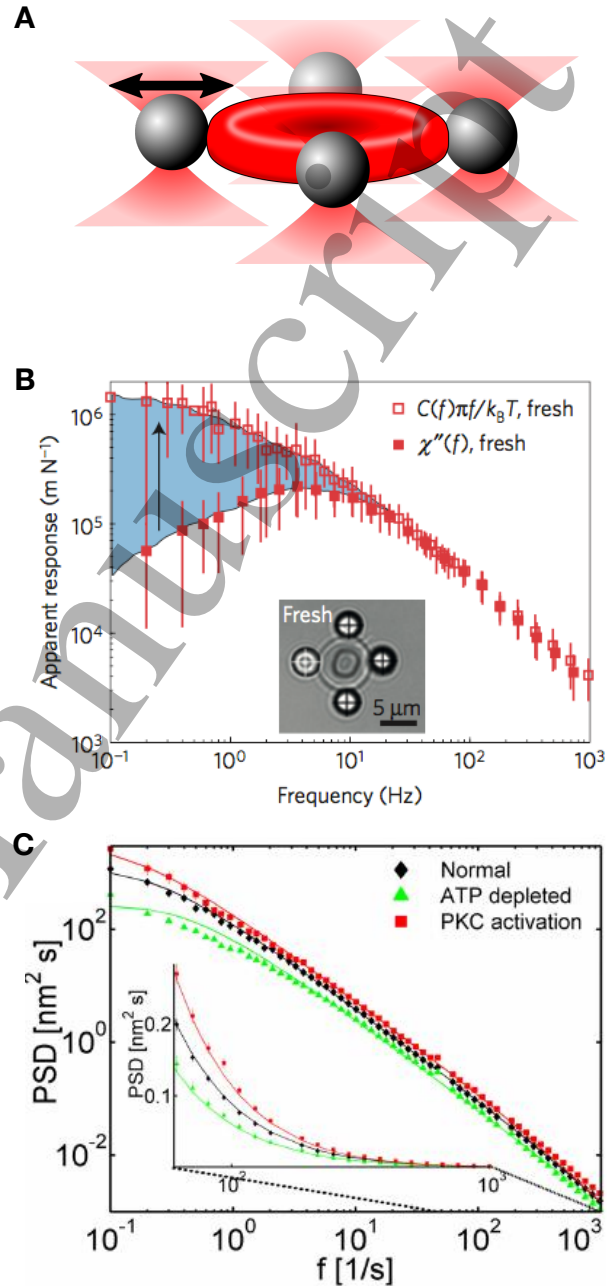 A
B
C(f)πf/k_BT, fresh
χ″(f), fresh
Apparent response (m N⁻¹)
10⁶
10⁵
10⁴
10³
Fresh
5 μm
10⁻¹ 10⁰ 10¹ 10² 10³
Frequency (Hz)
C
Normal
ATP depleted
PKC activation
PSD [nm² s]
10²
10⁰
10⁻²
PSD [nm² s]
0.2
0.1
10² 10³
10⁻¹ 10⁰ 10¹ 10² 10³
f [1/s]
anuscript